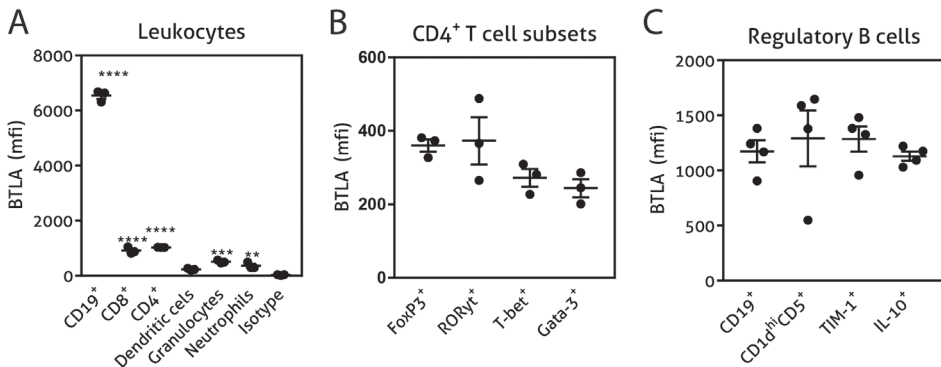 A
Leukocytes
BTLA (mfi)
8000
6000
4000
2000
0
****
****
****
***
**
CD19⁺
CD8⁺
CD4⁺
Dendritic cels
Granulocytes
Neutrophils
Isotype
B
CD4⁺ T cell subsets
BTLA (mfi)
600
400
200
0
FoxP3⁺
RORyt⁺
T-bet⁺
Gata-3⁺
C
Regulatory B cells
BTLA (mfi)
2000
1500
1000
500
0
CD19⁺
CD1dʰⁱCD5⁺
TIM-1⁺
IL-10⁺